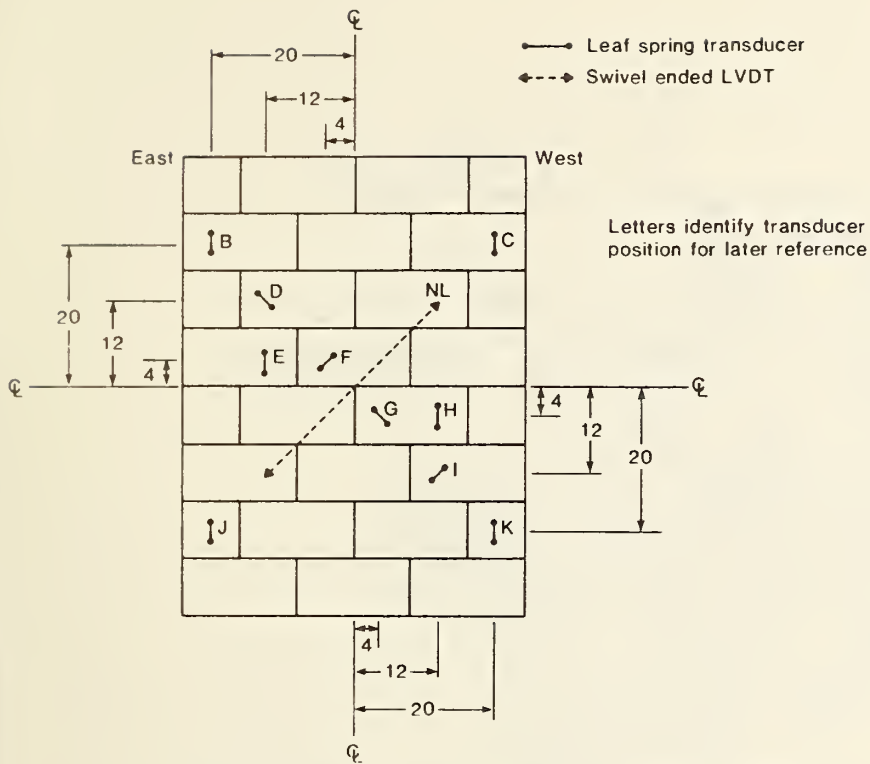 ℄
20
12
4
Leaf spring transducer
Swivel ended LVDT
East
West
Letters identify transducer
position for later reference
B
C
D
NL
E
F
20
12
4
℄
℄
G
H
4
12
20
I
J
K
4
12
20
℄